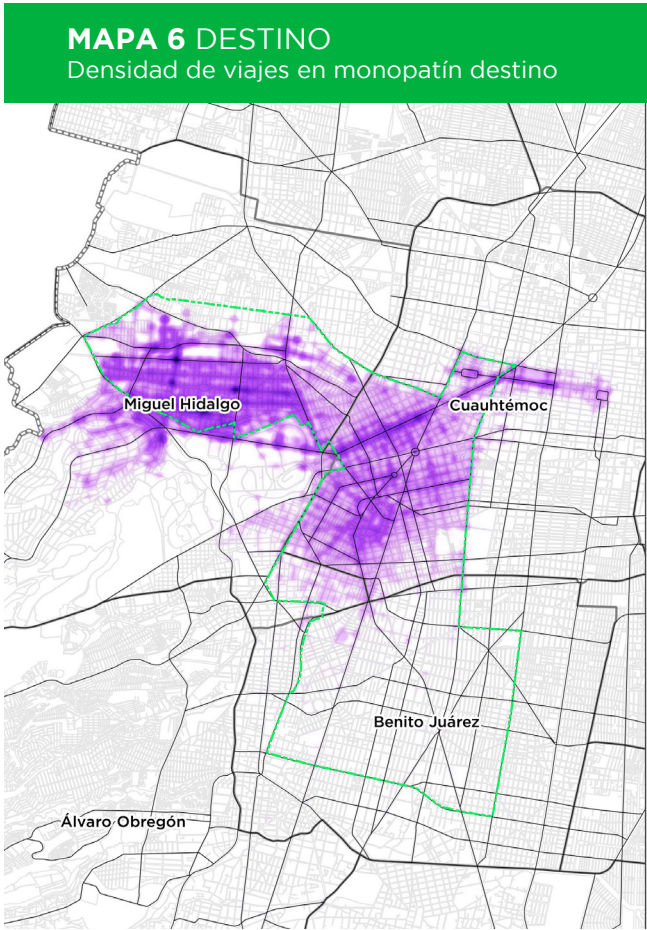 MAPA 6 DESTINO
Densidad de viajes en monopatín destino
Miguel Hidalgo
Cuauhtémoc
Benito Juárez
Álvaro Obregón